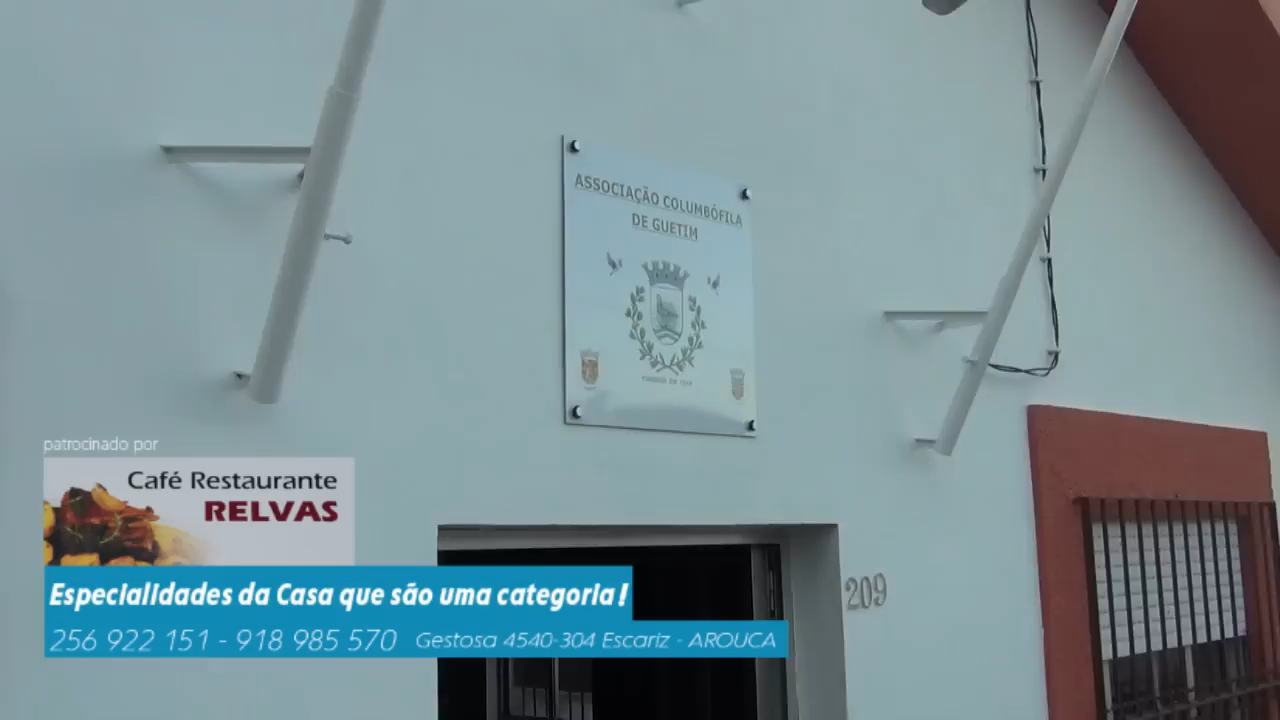 ASSOCIAÇÃO COLUMBÓFILA
DE GUETIM
209
patrocinado por
Café Restaurante
RELVAS
Especialidades da Casa que são uma categoria!
256 922 151 - 918 985 570 Gestosa 4540-304 Escariz - AROUCA